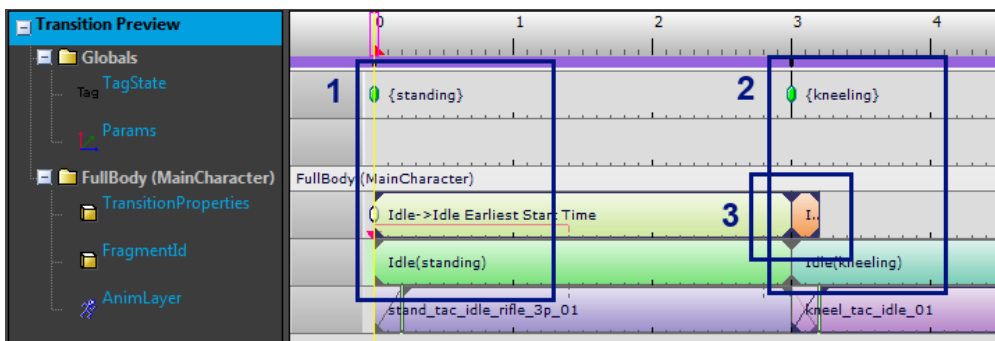 Transition Preview
0 1 2 3 4
Globals
Tag TagState
1 {standing} 2 {kneeling}
Params
FullBody (MainCharacter)
FullBody (MainCharacter)
TransitionProperties
Idle->Idle Earliest Start Time 3 I..
FragmentId
Idle(standing) Idle(kneeling)
AnimLayer
stand_tac_idle_rifle_3p_01 kneel_tac_idle_01